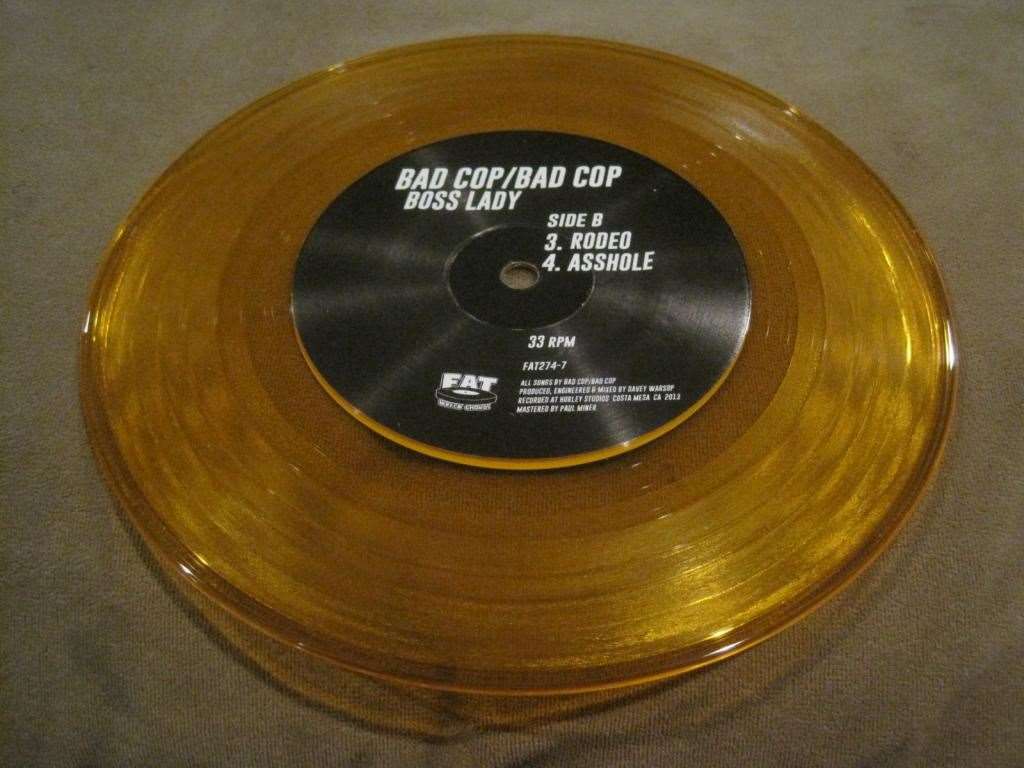 BAD COP/BAD COP
BOSS LADY
SIDE B
3. RODEO
4. ASSHOLE
33 RPM
FAT274-7
FAT
WRECK CHORDS
ALL SONGS BY BAD COP/BAD COP
PRODUCED, ENGINEERED & MIXED BY DAVEY WARSOP
RECORDED AT HURLEY STUDIOS COSTA MESA CA 2013
MASTERED BY PAUL MINER